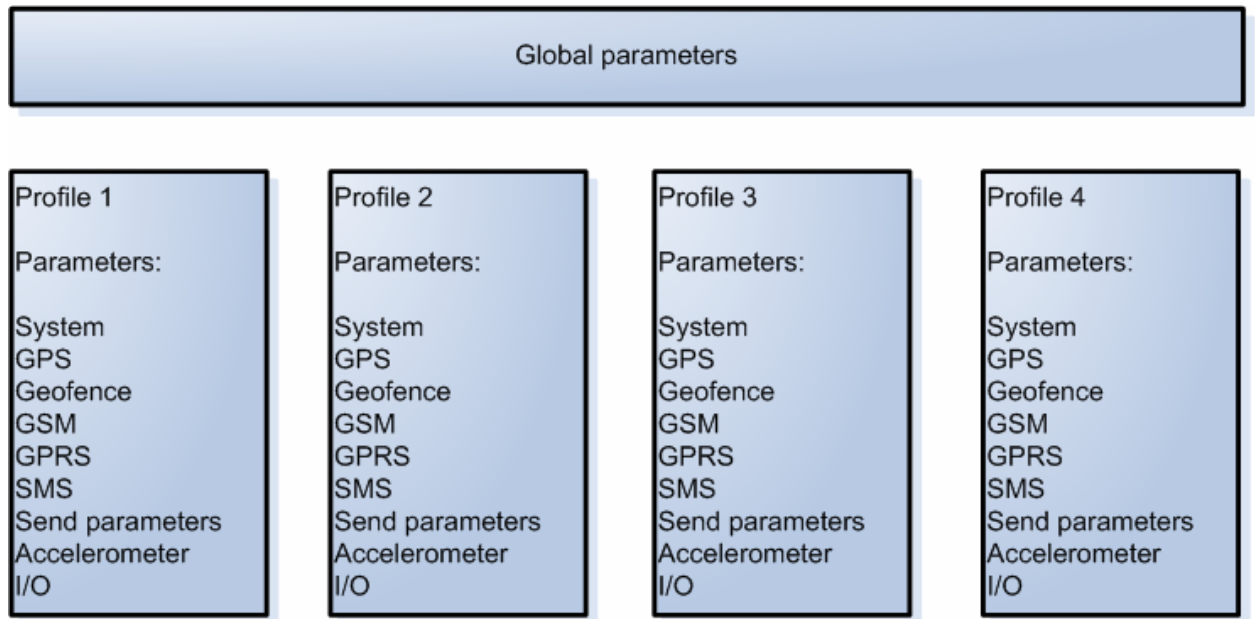 Global parameters
Profile 1
Parameters:
System
GPS
Geofence
GSM
GPRS
SMS
Send parameters
Accelerometer
I/O
Profile 2
Parameters:
System
GPS
Geofence
GSM
GPRS
SMS
Send parameters
Accelerometer
I/O
Profile 3
Parameters:
System
GPS
Geofence
GSM
GPRS
SMS
Send parameters
Accelerometer
I/O
Profile 4
Parameters:
System
GPS
Geofence
GSM
GPRS
SMS
Send parameters
Accelerometer
I/O